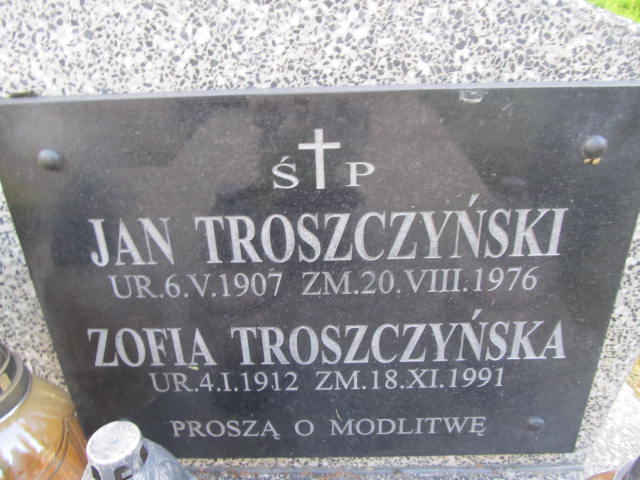 Ś P
JAN TROSZCZYŃSKI
UR.6.V.1907 ZM.20.VIII.1976
ZOFIA TROSZCZYŃSKA
UR.4.I.1912 ZM.18.XI.1991
PROSZĄ O MODLITWĘ